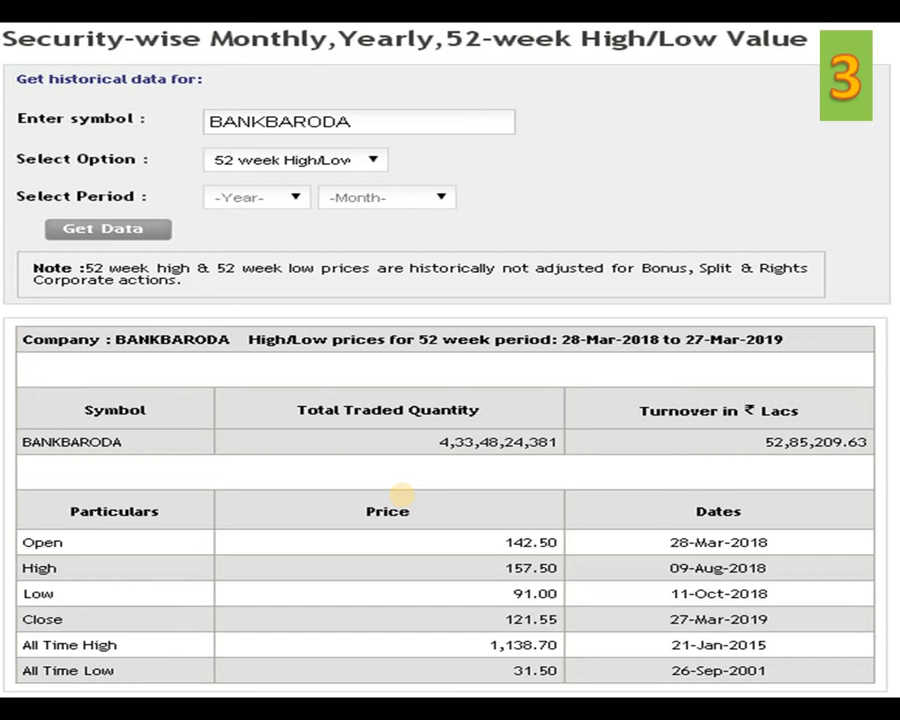 Security-wise Monthly,Yearly,52-week High/Low Value
3
Get historical data for:
Enter symbol : BANKBARODA
Select Option : 52 week High/Lov
Select Period : -Year- -Month-
Get Data
Note :52 week high & 52 week low prices are historically not adjusted for Bonus, Split & Rights
Corporate actions.
Company : BANKBARODA High/Low prices for 52 week period: 28-Mar-2018 to 27-Mar-2019
Symbol Total Traded Quantity Turnover in ₹ Lacs
BANKBARODA 4,33,48,24,381 52,85,209.63
Particulars Price Dates
Open 142.50 28-Mar-2018
High 157.50 09-Aug-2018
Low 91.00 11-Oct-2018
Close 121.55 27-Mar-2019
All Time High 1,138.70 21-Jan-2015
All Time Low 31.50 26-Sep-2001